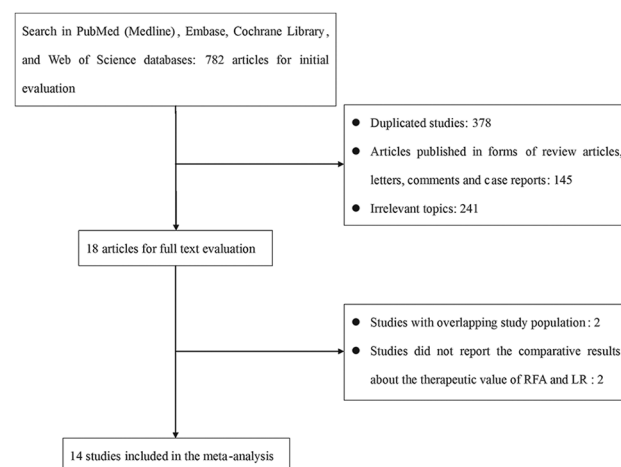 Search in PubMed (Medline), Embase, Cochrane Library,
and Web of Science databases: 782 articles for initial
evaluation
● Duplicated studies: 378
● Articles published in forms of review articles,
letters, comments and case reports: 145
● Irrelevant topics: 241
18 articles for full text evaluation
● Studies with overlapping study population : 2
● Studies did not report the comparative results
about the therapeutic value of RFA and LR : 2
14 studies included in the meta-analysis